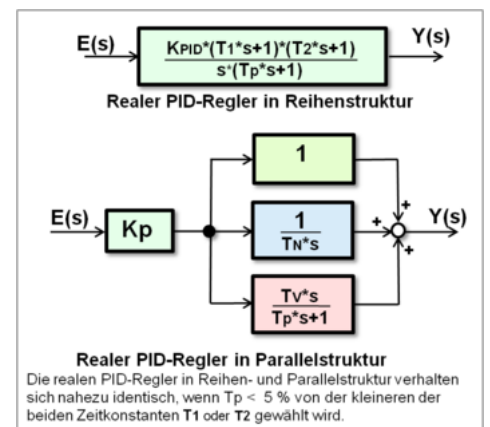 E(s)
KPID*(T1*s+1)*(T2*s+1)
s*(Tp*s+1)
Y(s)
Realer PID-Regler in Reihenstruktur
1
E(s)
Kp
1
TN*s
Y(s)
+
+
+
TV*s
Tp*s+1
Realer PID-Regler in Parallelstruktur
Die realen PID-Regler in Reihen- und Parallelstruktur verhalten
sich nahezu identisch, wenn Tp < 5 % von der kleineren der
beiden Zeitkonstanten T1 oder T2 gewählt wird.